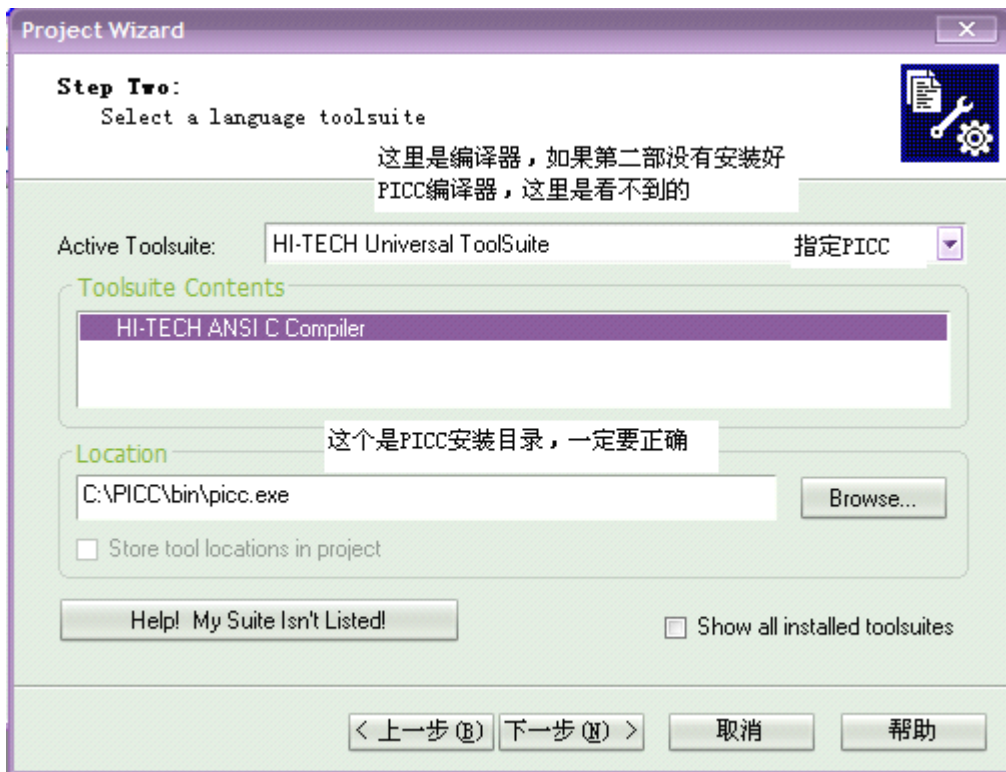 Project Wizard
Step Two:
Select a language toolsuite
这里是编译器，如果第二部没有安装好
PICC编译器，这里是看不到的
Active Toolsuite:
HI-TECH Universal ToolSuite
指定PICC
Toolsuite Contents
HI-TECH ANSI C Compiler
这个是PICC安装目录，一定要正确
Location
C:\PICC\bin\picc.exe
Browse...
Store tool locations in project
Help! My Suite Isn't Listed!
Show all installed toolsuites
< 上一步(B)
下一步(N) >
取消
帮助